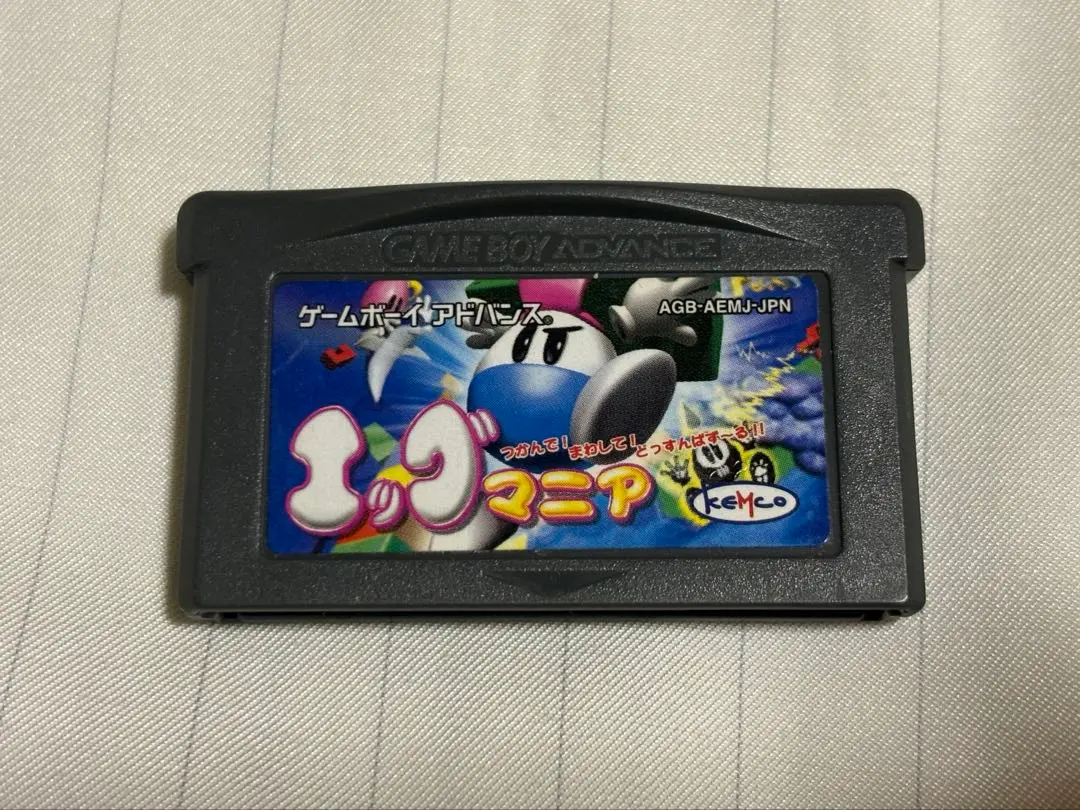 GAME BOY ADVANCE
ゲームボーイ アドバンス®
AGB-AEMJ-JPN
つかんで!まわして!どっすんぱず〜る!!
エッグマニア
KEMCO